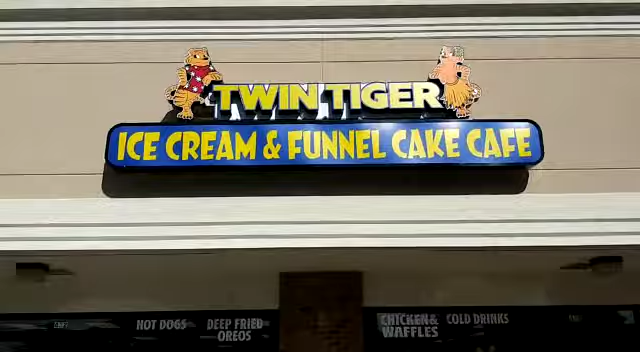 TWIN TIGER
ICE CREAM & FUNNEL CAKE CAFE
HOT DOGS
DEEP FRIED
OREOS
CHICKEN &
WAFFLES
COLD DRINKS